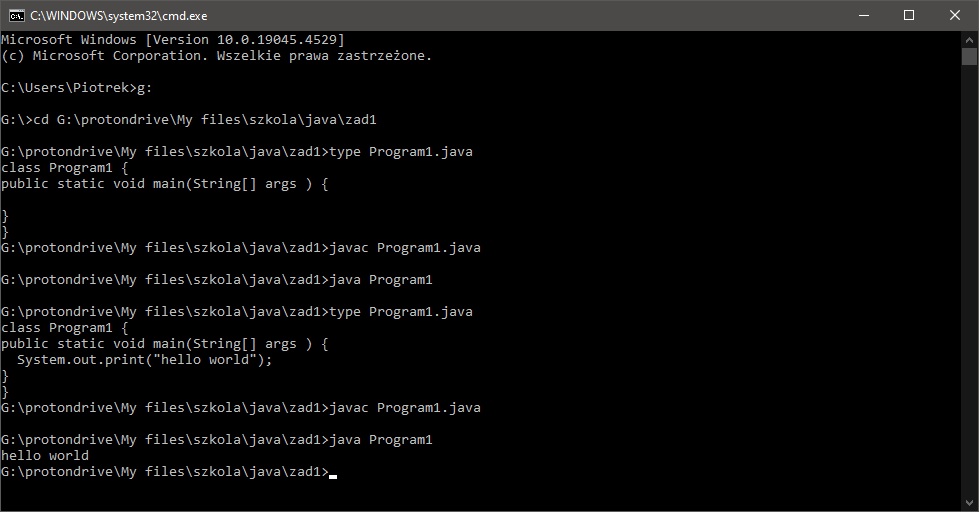 C:\WINDOWS\system32\cmd.exe
Microsoft Windows [Version 10.0.19045.4529]
(c) Microsoft Corporation. Wszelkie prawa zastrzeżone.
C:\Users\Piotrek>g:
G:\>cd G:\protondrive\My files\szkola\java\zad1
G:\protondrive\My files\szkola\java\zad1>type Program1.java
class Program1 {
public static void main(String[] args ) {
}
}
G:\protondrive\My files\szkola\java\zad1>javac Program1.java
G:\protondrive\My files\szkola\java\zad1>java Program1
G:\protondrive\My files\szkola\java\zad1>type Program1.java
class Program1 {
public static void main(String[] args ) {
  System.out.print("hello world");
}
}
G:\protondrive\My files\szkola\java\zad1>javac Program1.java
G:\protondrive\My files\szkola\java\zad1>java Program1
hello world
G:\protondrive\My files\szkola\java\zad1>